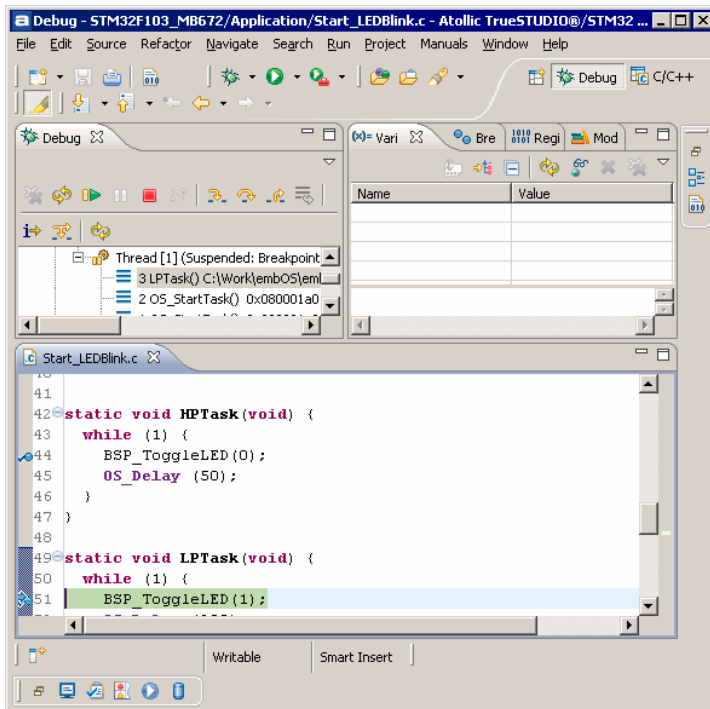 Debug - STM32F103_MB672/Application/Start_LEDBlink.c - Atollic TrueSTUDIO®/STM32 ...
File Edit Source Refactor Navigate Search Run Project Manuals Window Help
Debug C/C++
Debug
(x)= Vari Bre Regi Mod
Name Value
Thread [1] (Suspended: Breakpoint
3 LPTask() C:\Work\embOS\eml
2 OS_StartTask() 0x080001a0
Start_LEDBlink.c
41
42 static void HPTask(void) {
43 while (1) {
44 BSP_ToggleLED(0);
45 OS_Delay (50);
46 }
47 }
48
49 static void LPTask(void) {
50 while (1) {
51 BSP_ToggleLED(1);
Writable Smart Insert